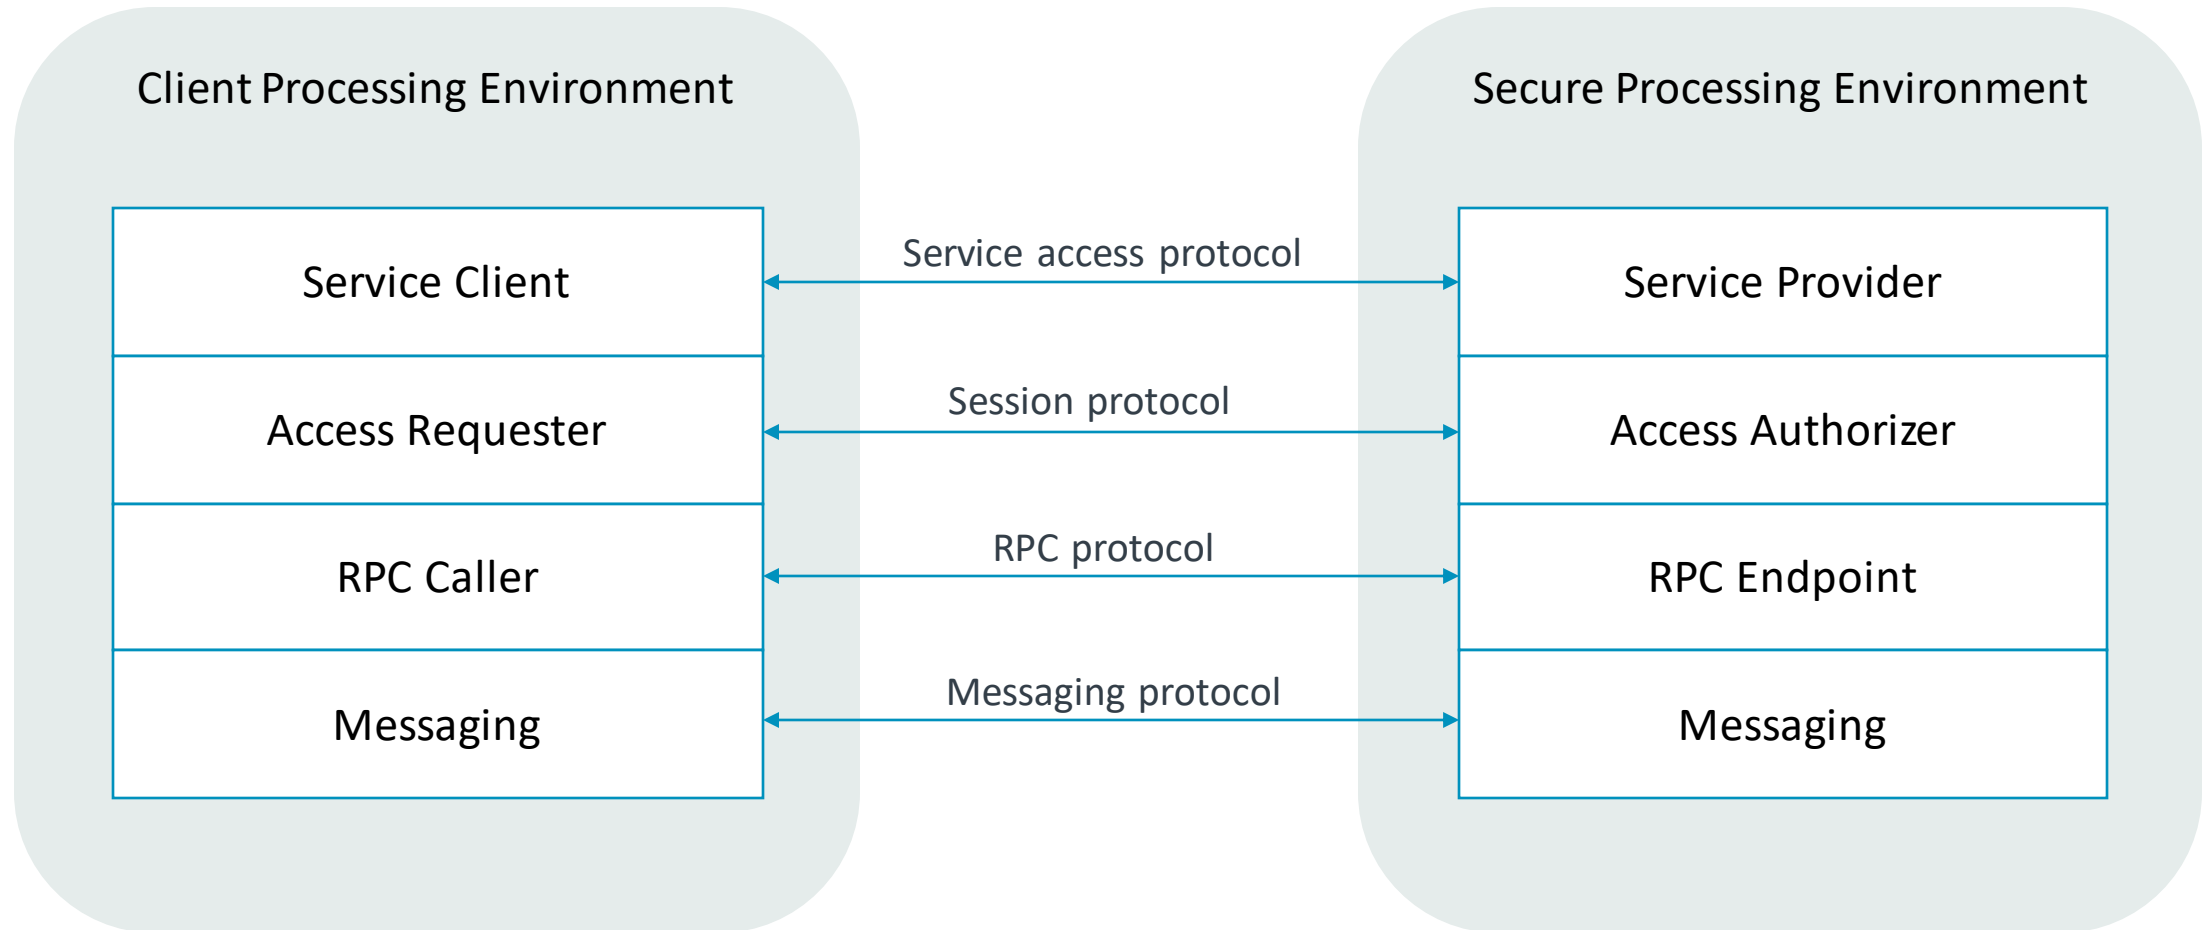 Client Processing Environment
Secure Processing Environment
Service Client
Service access protocol
Service Provider
Access Requester
Session protocol
Access Authorizer
RPC Caller
RPC protocol
RPC Endpoint
Messaging
Messaging protocol
Messaging